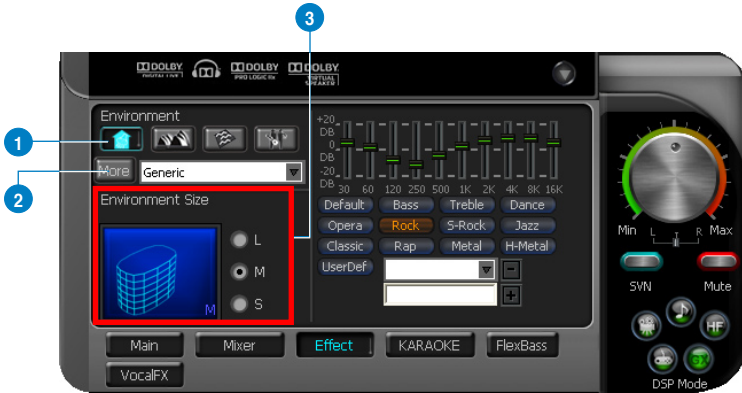 3
DOLBY DIGITAL LIVE DOLBY PRO LOGIC IIx DOLBY VIRTUAL SPEAKER
Environment
1
2
More Generic
Environment Size
L
M
S
M
+20
DB
0
DB
-20
DB
30 60 120 250 500 1K 2K 4K 8K 16K
Default Bass Treble Dance
Opera Rock S-Rock Jazz
Classic Rap Metal H-Metal
UserDef
Min L R Max
SVN Mute
HF
DSP Mode
Main Mixer Effect KARAOKE FlexBass
VocalFX